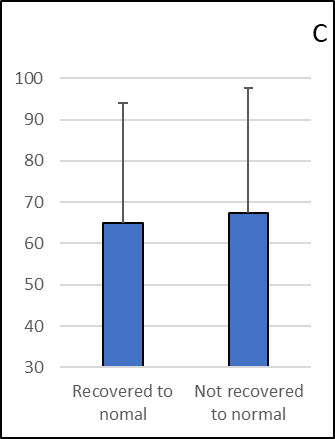 C
100
90
80
70
60
50
40
30
Recovered to
nomal
Not recovered
to normal